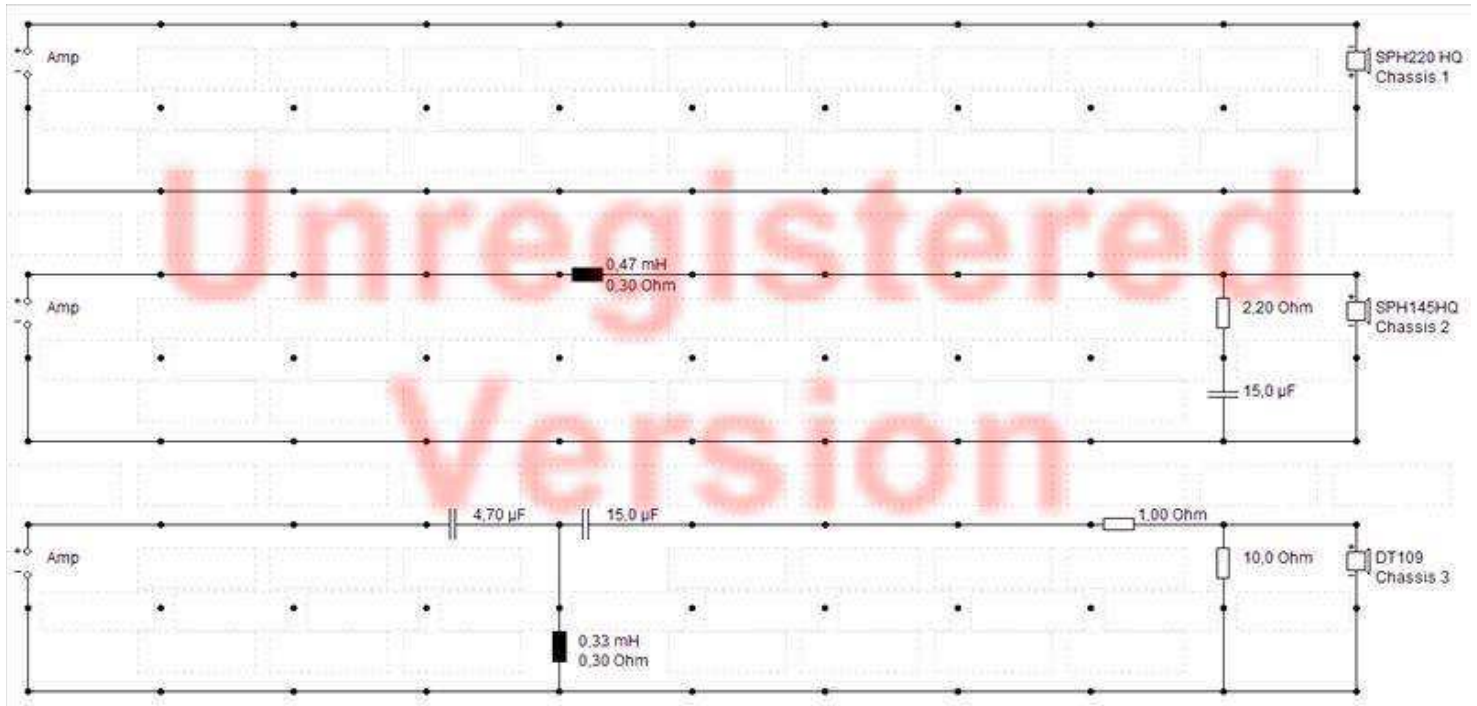 Amp
SPH220 HQ
Chassis 1
Unregistered
0,47 mH
0,30 Ohm
Amp
2,20 Ohm
SPH145HQ
Chassis 2
15,0 µF
Version
4,70 µF
15,0 µF
1,00 Ohm
Amp
10,0 Ohm
DT109
Chassis 3
0,33 mH
0,30 Ohm